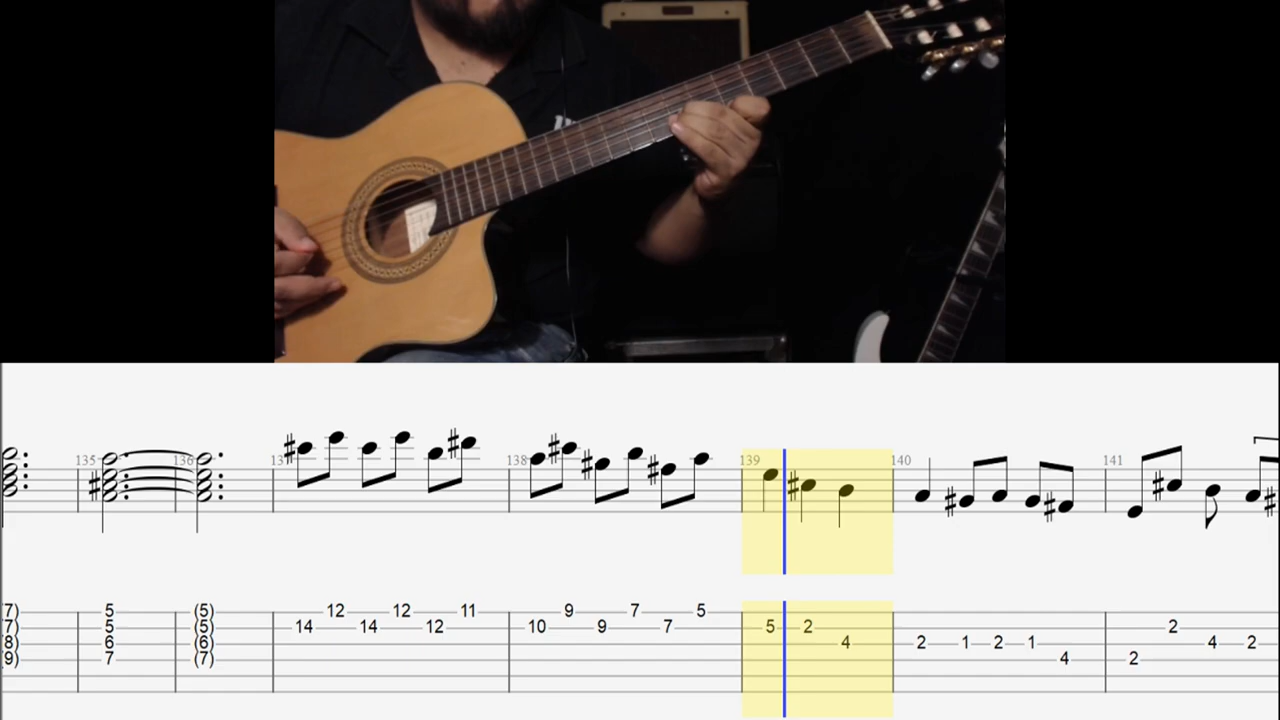 135 136 137 138 139 140 141
7) 5 (5) 12 12 11 9 7 5
7) 5 (5) 14 14 12 10 9 7 5 2 2
8) 6 (6) 4 2 1 2 1 4 2
9) 7 (7) 4 2